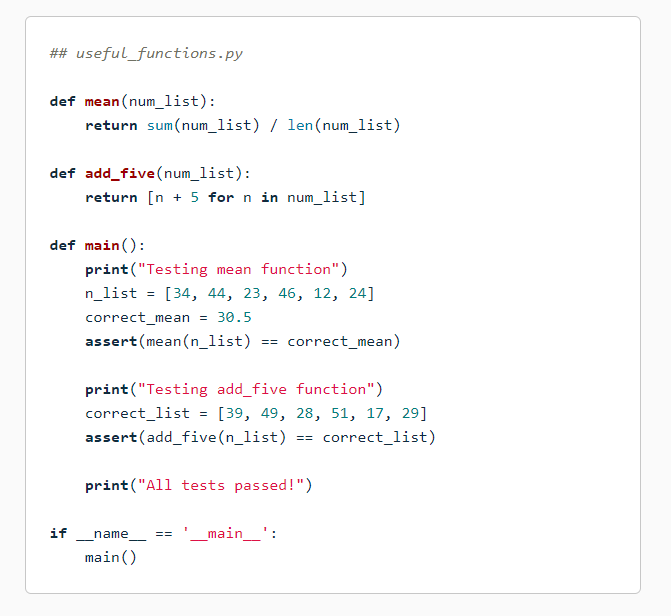 ## useful_functions.py

def mean(num_list):
    return sum(num_list) / len(num_list)

def add_five(num_list):
    return [n + 5 for n in num_list]

def main():
    print("Testing mean function")
    n_list = [34, 44, 23, 46, 12, 24]
    correct_mean = 30.5
    assert(mean(n_list) == correct_mean)

    print("Testing add_five function")
    correct_list = [39, 49, 28, 51, 17, 29]
    assert(add_five(n_list) == correct_list)

    print("All tests passed!")

if __name__ == '__main__':
    main()